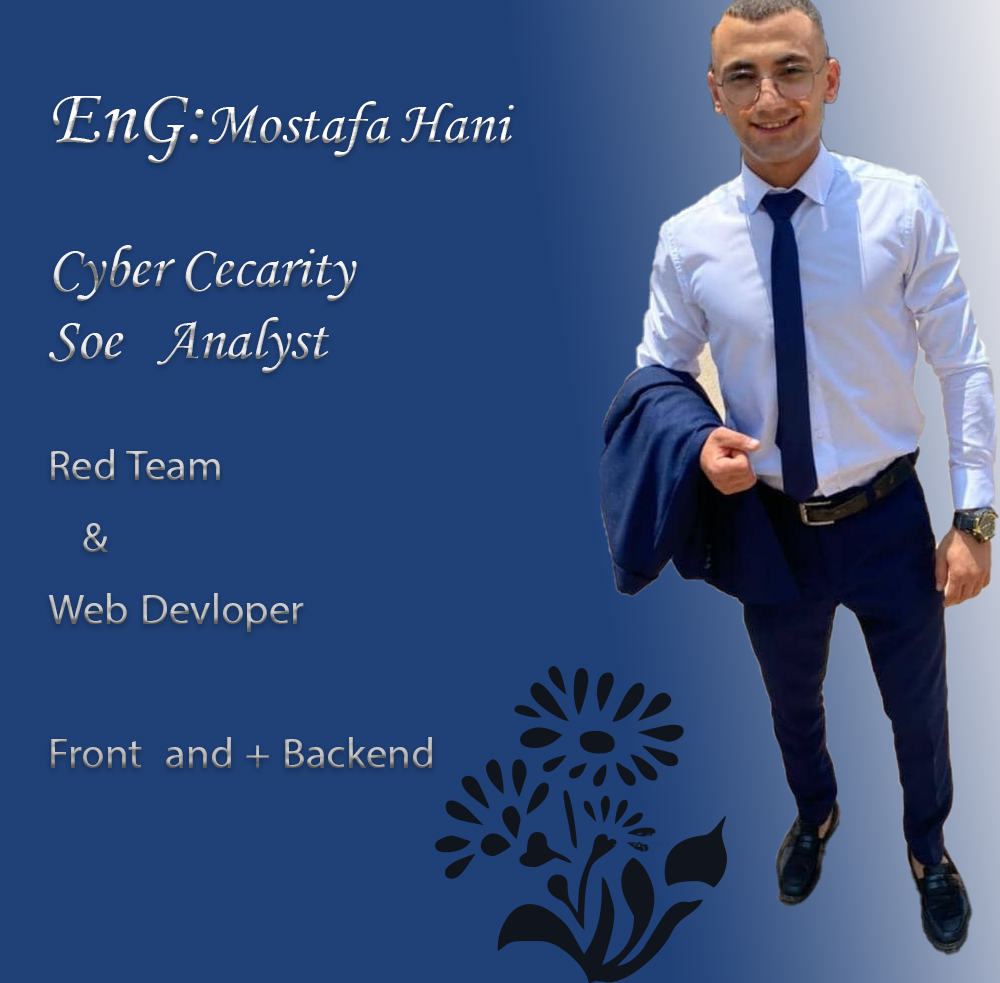 EnG:Mostafa Hani
Cyber Cecarity
Soe Analyst
Red Team
&
Web Devloper
Front and + Backend